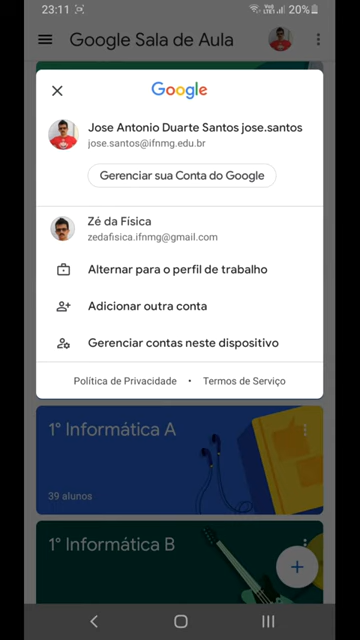 23:11
20%
Google Sala de Aula
Google
Jose Antonio Duarte Santos jose.santos
jose.santos@ifnmg.edu.br
Gerenciar sua Conta do Google
Zé da Física
zedafisica.ifnmg@gmail.com
Alternar para o perfil de trabalho
Adicionar outra conta
Gerenciar contas neste dispositivo
Política de Privacidade • Termos de Serviço
1° Informática A
39 alunos
1° Informática B